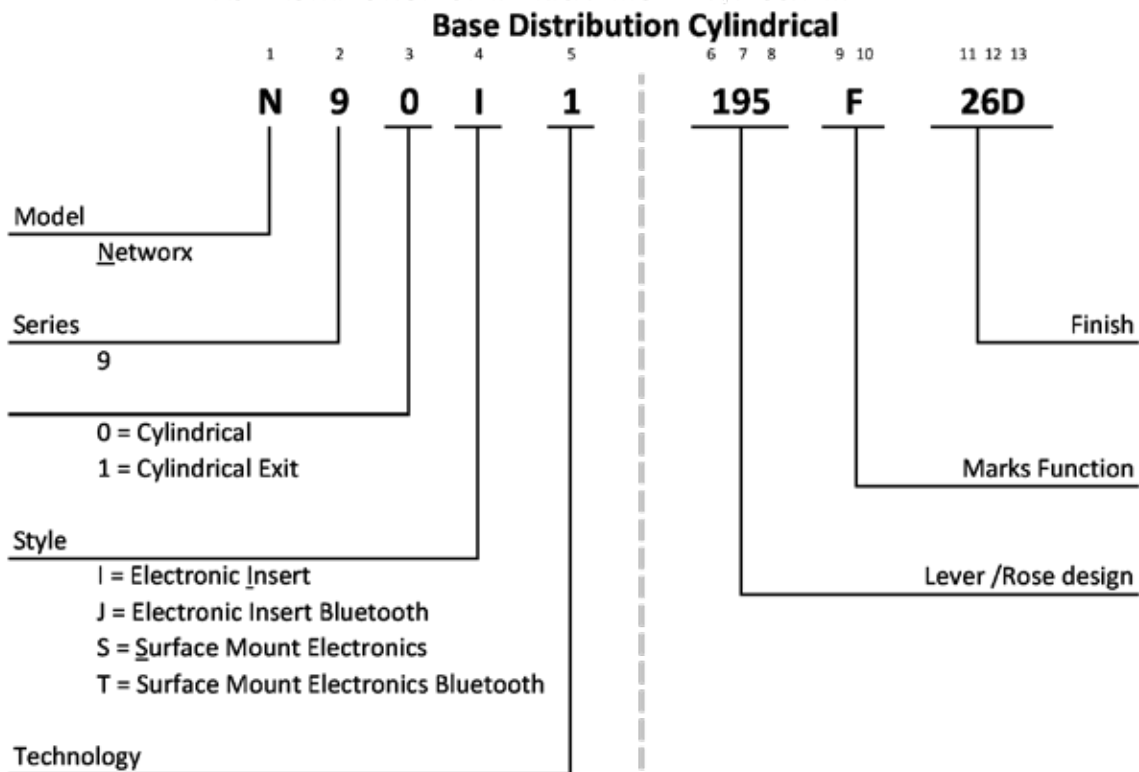 Base Distribution Cylindrical
1 2 3 4 5 6 7 8 9 10 11 12 13
N 9 0 I 1 195 F 26D
Model
Networx
Series
9
Finish
0 = Cylindrical
1 = Cylindrical Exit
Marks Function
Style
I = Electronic Insert
Lever /Rose design
J = Electronic Insert Bluetooth
S = Surface Mount Electronics
T = Surface Mount Electronics Bluetooth
Technology